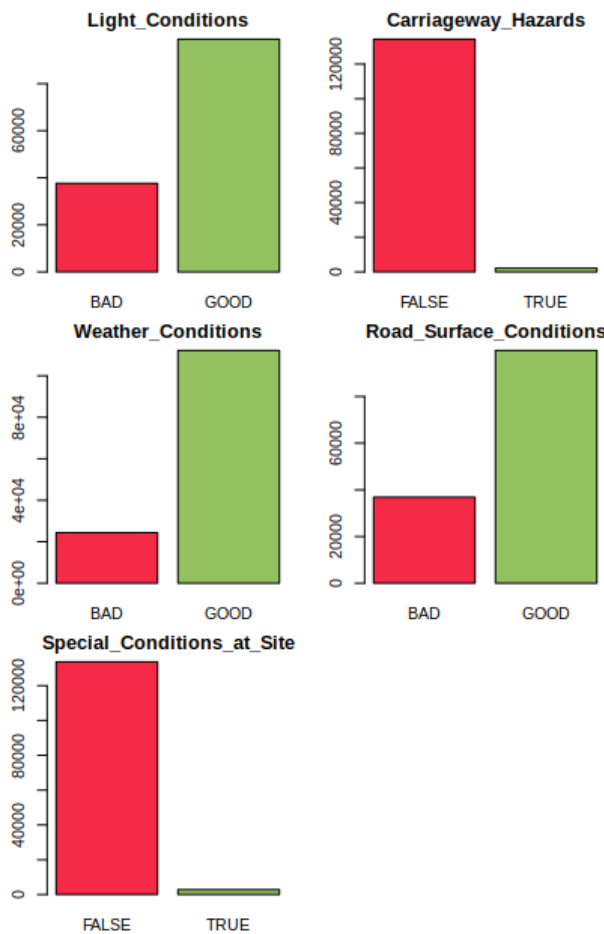 Light_Conditions
60000
20000
0
BAD GOOD
Carriageway_Hazards
120000
80000
40000
0
FALSE TRUE
Weather_Conditions
8e+04
4e+04
0e+00
BAD GOOD
Road_Surface_Conditions
60000
20000
0
BAD GOOD
Special_Conditions_at_Site
120000
80000
40000
0
FALSE TRUE